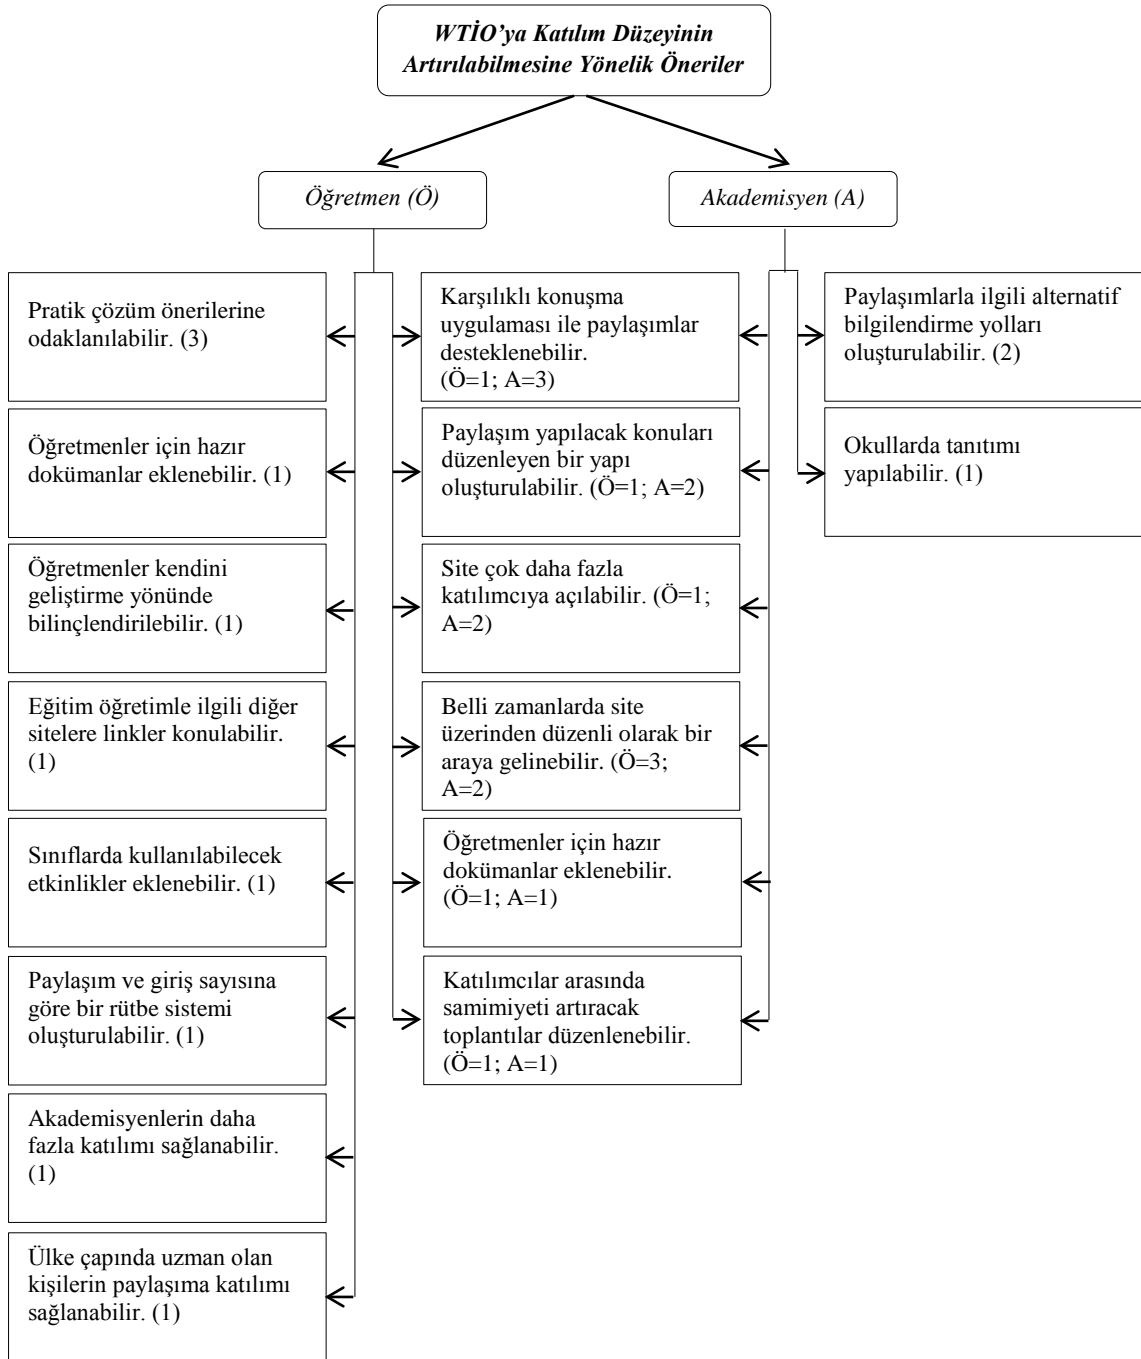 WTİO’ya Katılım Düzeyinin
Artırılabilmesine Yönelik Öneriler
Öğretmen (Ö)
Akademisyen (A)
Pratik çözüm önerilerine
odaklanılabilir. (3)
Öğretmenler için hazır
dokümanlar eklenebilir. (1)
Öğretmenler kendini
geliştirme yönünde
bilinçlendirilebilir. (1)
Eğitim öğretimle ilgili diğer
sitelere linkler konulabilir.
(1)
Sınıflarda kullanılabilecek
etkinlikler eklenebilir. (1)
Paylaşım ve giriş sayısına
göre bir rütbe sistemi
oluşturulabilir. (1)
Akademisyenlerin daha
fazla katılımı sağlanabilir.
(1)
Ülke çapında uzman olan
kişilerin paylaşıma katılımı
sağlanabilir. (1)
Karşılıklı konuşma
uygulaması ile paylaşımlar
desteklenebilir.
(Ö=1; A=3)
Paylaşım yapılacak konuları
düzenleyen bir yapı
oluşturulabilir. (Ö=1; A=2)
Site çok daha fazla
katılımcıya açılabilir. (Ö=1;
A=2)
Belli zamanlarda site
üzerinden düzenli olarak bir
araya gelinebilir. (Ö=3;
A=2)
Öğretmenler için hazır
dokümanlar eklenebilir.
(Ö=1; A=1)
Katılımcılar arasında
samimiyeti artıracak
toplantılar düzenlenebilir.
(Ö=1; A=1)
Paylaşımlarla ilgili alternatif
bilgilendirme yolları
oluşturulabilir. (2)
Okullarda tanıtımı
yapılabilir. (1)